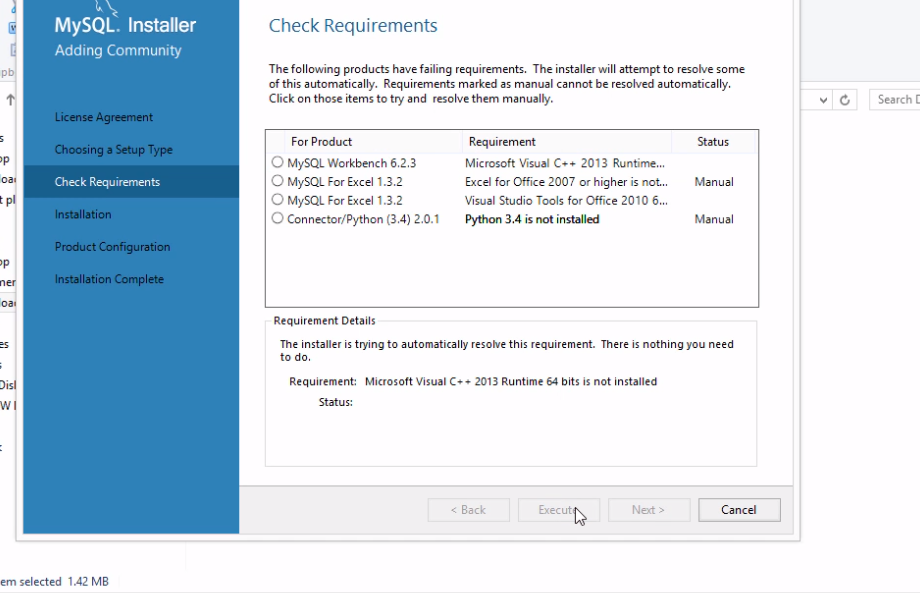 MySQL. Installer
Adding Community
License Agreement
Choosing a Setup Type
Check Requirements
Installation
Product Configuration
Installation Complete
Check Requirements
The following products have failing requirements. The installer will attempt to resolve some
of this automatically. Requirements marked as manual cannot be resolved automatically.
Click on those items to try and resolve them manually.
For Product Requirement Status
MySQL Workbench 6.2.3 Microsoft Visual C++ 2013 Runtime...
MySQL For Excel 1.3.2 Excel for Office 2007 or higher is not... Manual
MySQL For Excel 1.3.2 Visual Studio Tools for Office 2010 6...
Connector/Python (3.4) 2.0.1 Python 3.4 is not installed Manual
Requirement Details
The installer is trying to automatically resolve this requirement. There is nothing you need
to do.
Requirement: Microsoft Visual C++ 2013 Runtime 64 bits is not installed
Status:
< Back Execute Next > Cancel
Search D
em selected 1.42 MB